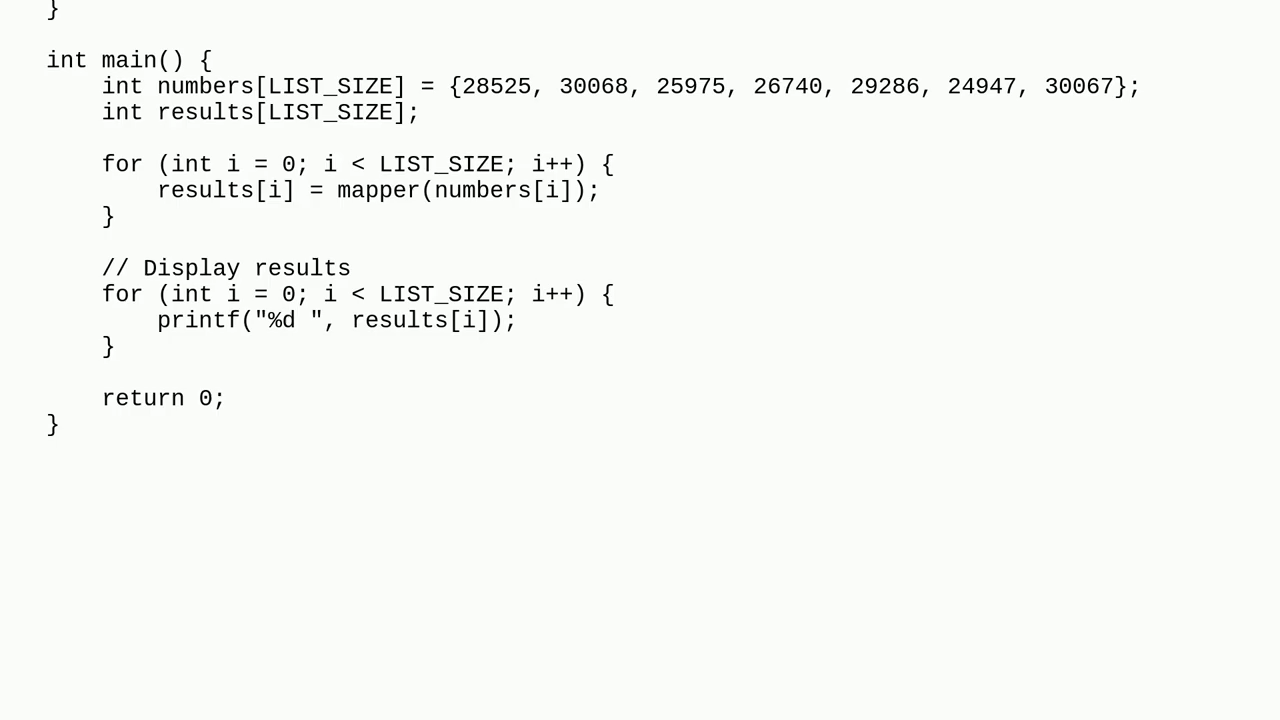 }
int main() {
    int numbers[LIST_SIZE] = {28525, 30068, 25975, 26740, 29286, 24947, 30067};
    int results[LIST_SIZE];
    for (int i = 0; i < LIST_SIZE; i++) {
        results[i] = mapper(numbers[i]);
    }
    // Display results
    for (int i = 0; i < LIST_SIZE; i++) {
        printf("%d ", results[i]);
    }
    return 0;
}